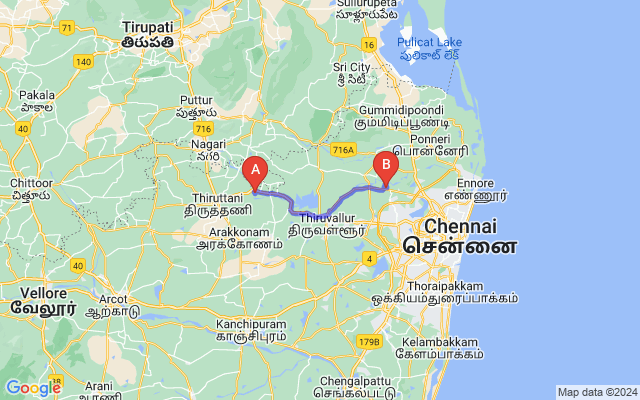 Sullurupeta
సూళ్లూరుపేట
71
Tirupati
తిరుపతి
16
Pulicat Lake
పులికాట్ లేక్
140
Sri City
శ్రీ సిటీ
Pakala
పాకాల
Puttur
పుత్తూరు
Gummidipoondi
கும்மிடிப்பூண்டி
40
716
Ponneri
பொன்னேரி
Nagari
నగరి
716A
A
B
Chittoor
చిత్తూరు
Ennore
எண்ணூர்
Thiruttani
திருத்தணி
Thiruvallur
திருவள்ளூர்
Chennai
சென்னை
Arakkonam
அரக்கோணம்
4
Thoraipakkam
ஒக்கியம்துரைப்பாக்கம்
Vellore
வேலூர்
Arcot
ஆற்காடு
Kanchipuram
காஞ்சிபுரம்
179B
Kelambakkam
கேளம்பாக்கம்
Arani
ஆரணி
Chengalpattu
செங்கல்பட்டு
Google
Map data ©2024